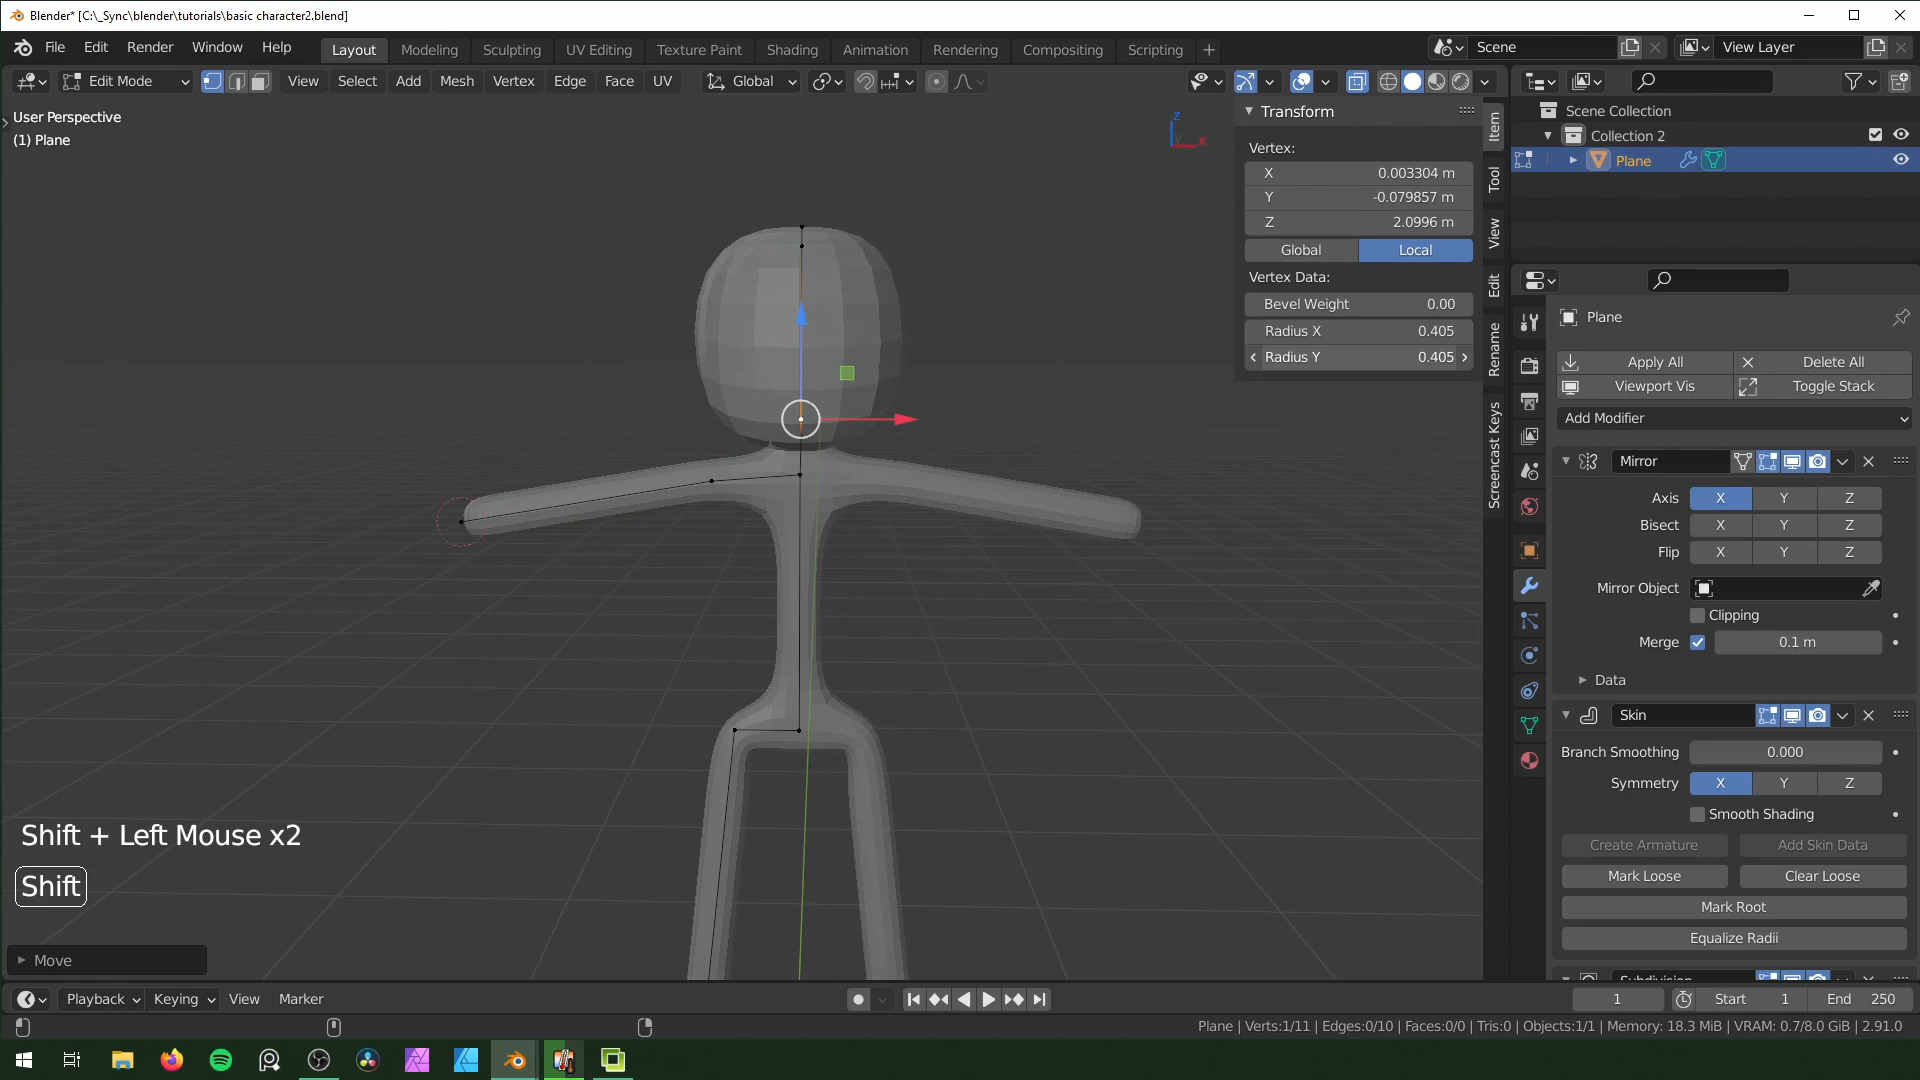 Blender* [C:\_Sync\blender\tutorials\basic character2.blend]
File Edit Render Window Help Layout Modeling Sculpting UV Editing Texture Paint Shading Animation Rendering Compositing Scripting + Scene View Layer
Edit Mode View Select Add Mesh Vertex Edge Face UV Global
User Perspective
(1) Plane
Z
Y
X
Transform
Vertex:
X 0.003304 m
Y -0.079857 m
Z 2.0996 m
Global Local
Vertex Data:
Bevel Weight 0.00
Radius X 0.405
Radius Y 0.405
Item
Tool
View
Edit
Rename
Screencast Keys
Scene Collection
Collection 2
Plane
Plane
Apply All Delete All
Viewport Vis Toggle Stack
Add Modifier
Mirror
Axis X Y Z
Bisect X Y Z
Flip X Y Z
Mirror Object
Clipping
Merge 0.1 m
Data
Skin
Branch Smoothing 0.000
Symmetry X Y Z
Smooth Shading
Create Armature Add Skin Data
Mark Loose Clear Loose
Mark Root
Equalize Radii
Subdivision
Shift + Left Mouse x2
Shift
Move
Playback Keying View Marker 1 Start 1 End 250
Plane | Verts:1/11 | Edges:0/10 | Faces:0/0 | Tris:0 | Objects:1/1 | Memory: 18.3 MiB | VRAM: 0.7/8.0 GiB | 2.91.0